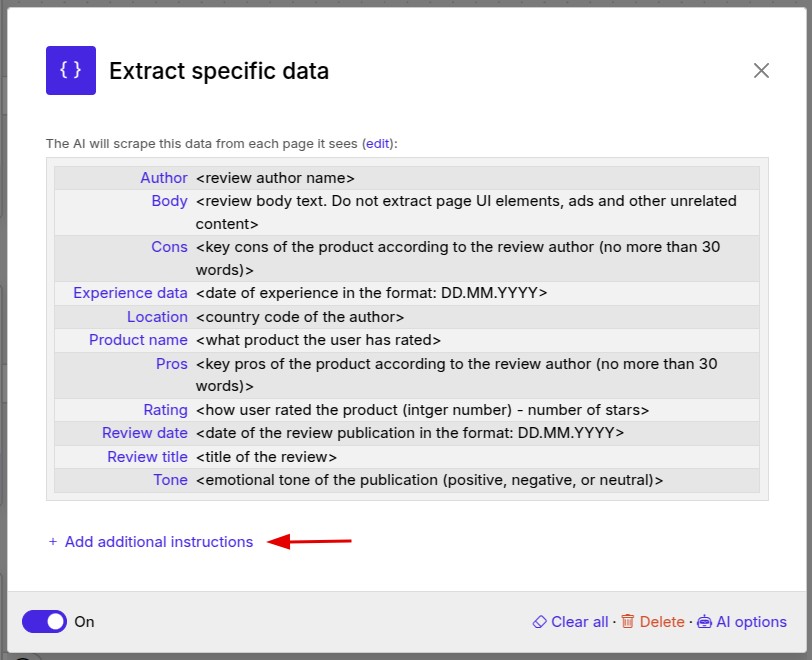 { } Extract specific data
The AI will scrape this data from each page it sees (edit):
Author <review author name>
Body <review body text. Do not extract page UI elements, ads and other unrelated
content>
Cons <key cons of the product according to the review author (no more than 30
words)>
Experience data <date of experience in the format: DD.MM.YYYY>
Location <country code of the author>
Product name <what product the user has rated>
Pros <key pros of the product according to the review author (no more than 30
words)>
Rating <how user rated the product (intger number) - number of stars>
Review date <date of the review publication in the format: DD.MM.YYYY>
Review title <title of the review>
Tone <emotional tone of the publication (positive, negative, or neutral)>
+ Add additional instructions
On Clear all · Delete · AI options